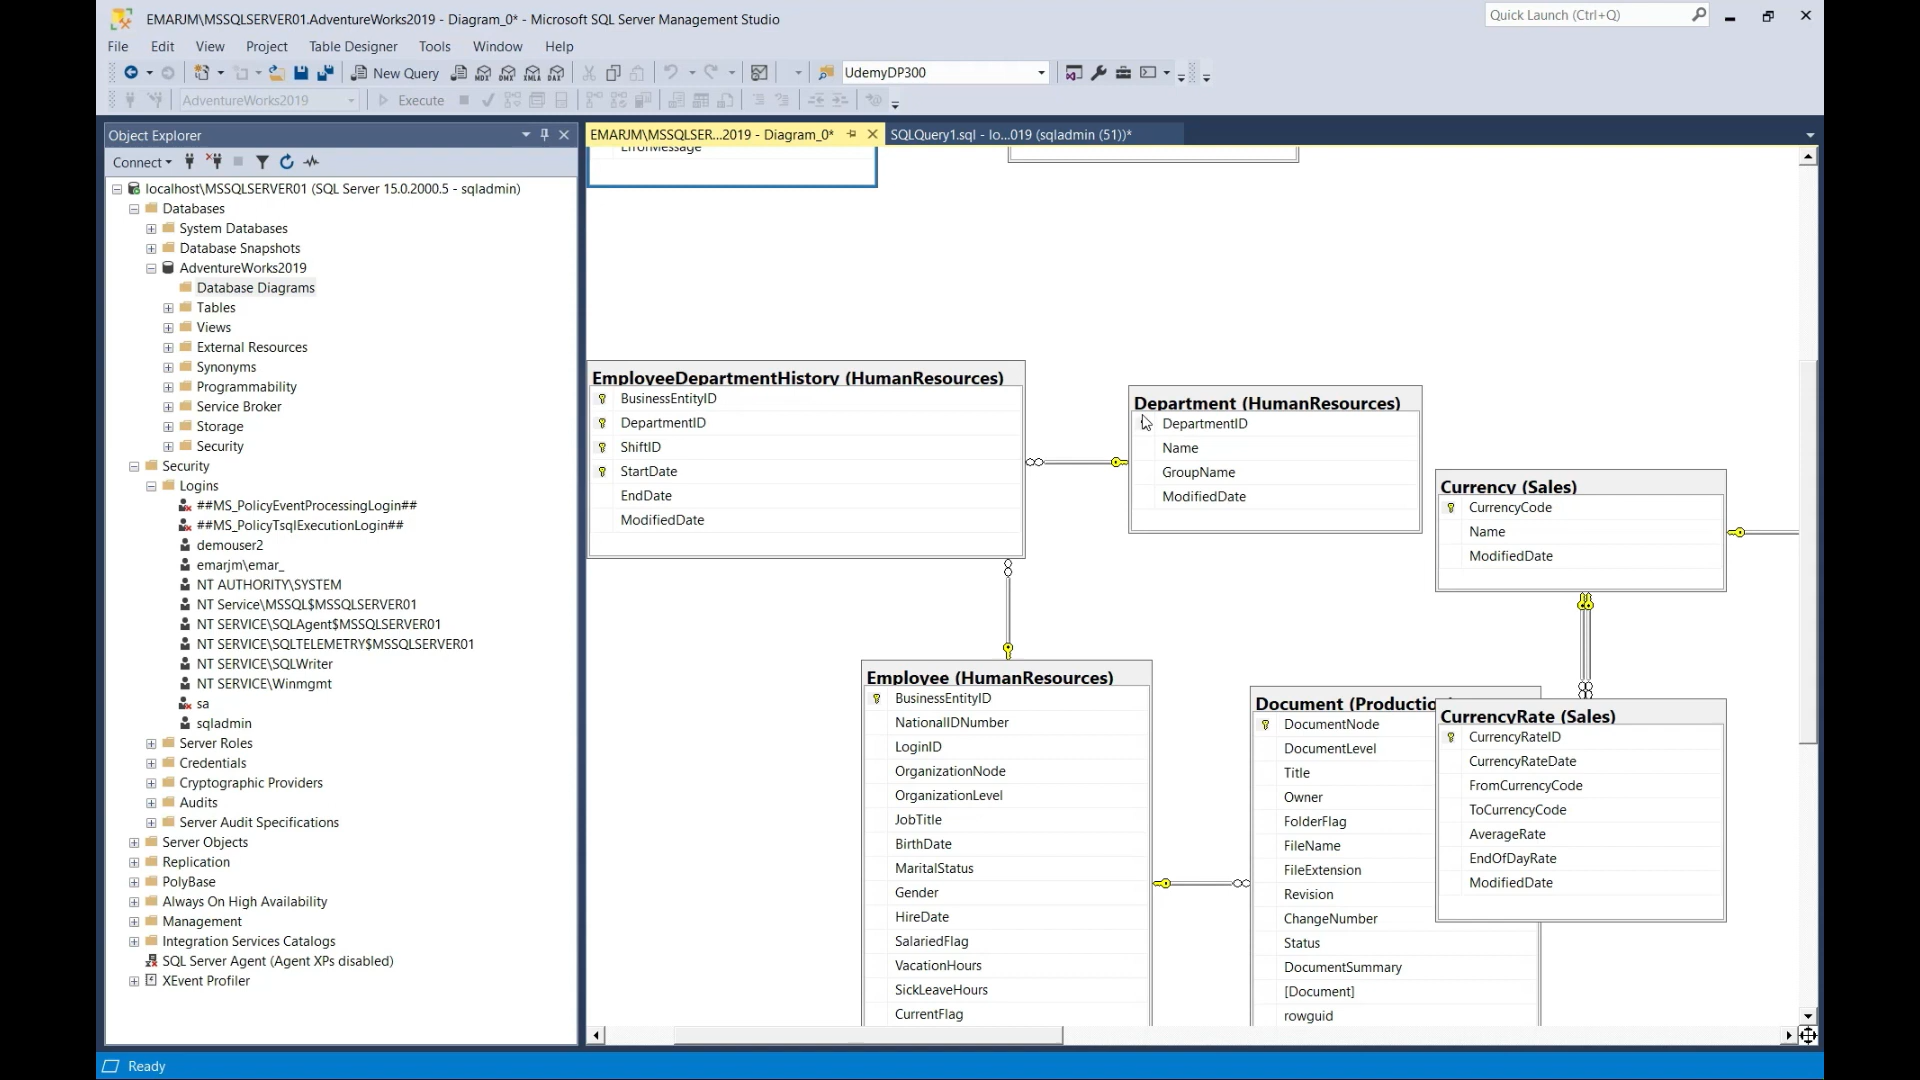 EMARJM\MSSQLSERVER01.AdventureWorks2019 - Diagram_0* - Microsoft SQL Server Management Studio
Quick Launch (Ctrl+Q)
File Edit View Project Table Designer Tools Window Help
New Query
MDX DMX XMLA DAX
UdemyDP300
AdventureWorks2019
Execute
Object Explorer
Connect
localhost\MSSQLSERVER01 (SQL Server 15.0.2000.5 - sqladmin)
Databases
System Databases
Database Snapshots
AdventureWorks2019
Database Diagrams
Tables
Views
External Resources
Synonyms
Programmability
Service Broker
Storage
Security
Security
Logins
##MS_PolicyEventProcessingLogin##
##MS_PolicyTsqlExecutionLogin##
demouser2
emarjm\emar_
NT AUTHORITY\SYSTEM
NT Service\MSSQL$MSSQLSERVER01
NT SERVICE\SQLAgent$MSSQLSERVER01
NT SERVICE\SQLTELEMETRY$MSSQLSERVER01
NT SERVICE\SQLWriter
NT SERVICE\Winmgmt
sa
sqladmin
Server Roles
Credentials
Cryptographic Providers
Audits
Server Audit Specifications
Server Objects
Replication
PolyBase
Always On High Availability
Management
Integration Services Catalogs
SQL Server Agent (Agent XPs disabled)
XEvent Profiler
EMARJM\MSSQLSER...2019 - Diagram_0*
SQLQuery1.sql - lo...019 (sqladmin (51))*
ErrorMessage
EmployeeDepartmentHistory (HumanResources)
BusinessEntityID
DepartmentID
ShiftID
StartDate
EndDate
ModifiedDate
Department (HumanResources)
DepartmentID
Name
GroupName
ModifiedDate
Currency (Sales)
CurrencyCode
Name
ModifiedDate
Employee (HumanResources)
BusinessEntityID
NationalIDNumber
LoginID
OrganizationNode
OrganizationLevel
JobTitle
BirthDate
MaritalStatus
Gender
HireDate
SalariedFlag
VacationHours
SickLeaveHours
CurrentFlag
Document (Productio
DocumentNode
DocumentLevel
Title
Owner
FolderFlag
FileName
FileExtension
Revision
ChangeNumber
Status
DocumentSummary
[Document]
rowguid
CurrencyRate (Sales)
CurrencyRateID
CurrencyRateDate
FromCurrencyCode
ToCurrencyCode
AverageRate
EndOfDayRate
ModifiedDate
Ready